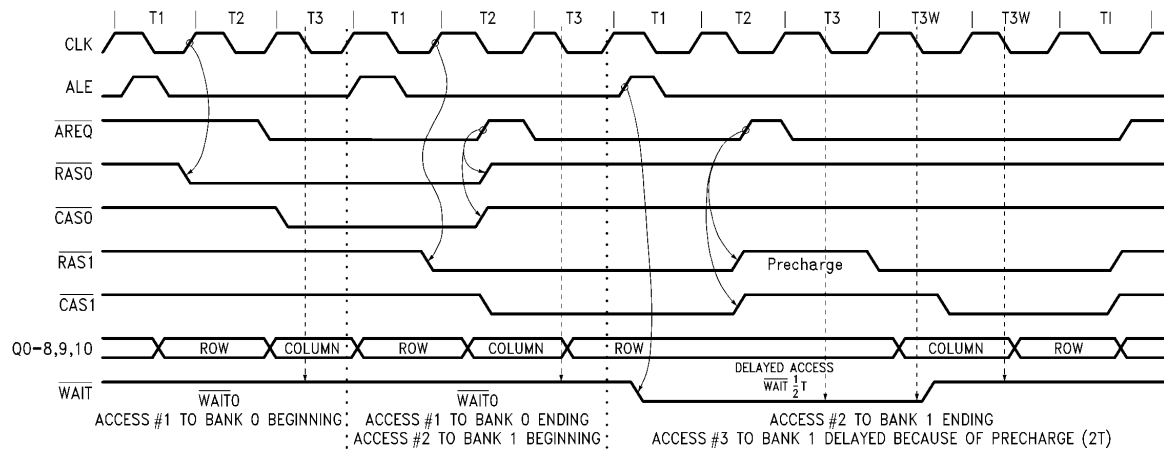 T1 T2 T3 T1 T2 T3 T1 T2 T3 T3W T3W TI
CLK
ALE
AREQ
RAS0
CAS0
RAS1
Precharge
CAS1
Q0-8,9,10 ROW COLUMN ROW COLUMN ROW COLUMN ROW
DELAYED ACCESS
WAIT WAIT0 WAIT0 WAIT 1/2 T
ACCESS #1 TO BANK 0 BEGINNING
ACCESS #1 TO BANK 0 ENDING
ACCESS #2 TO BANK 1 BEGINNING
ACCESS #2 TO BANK 1 ENDING
ACCESS #3 TO BANK 1 DELAYED BECAUSE OF PRECHARGE (2T)